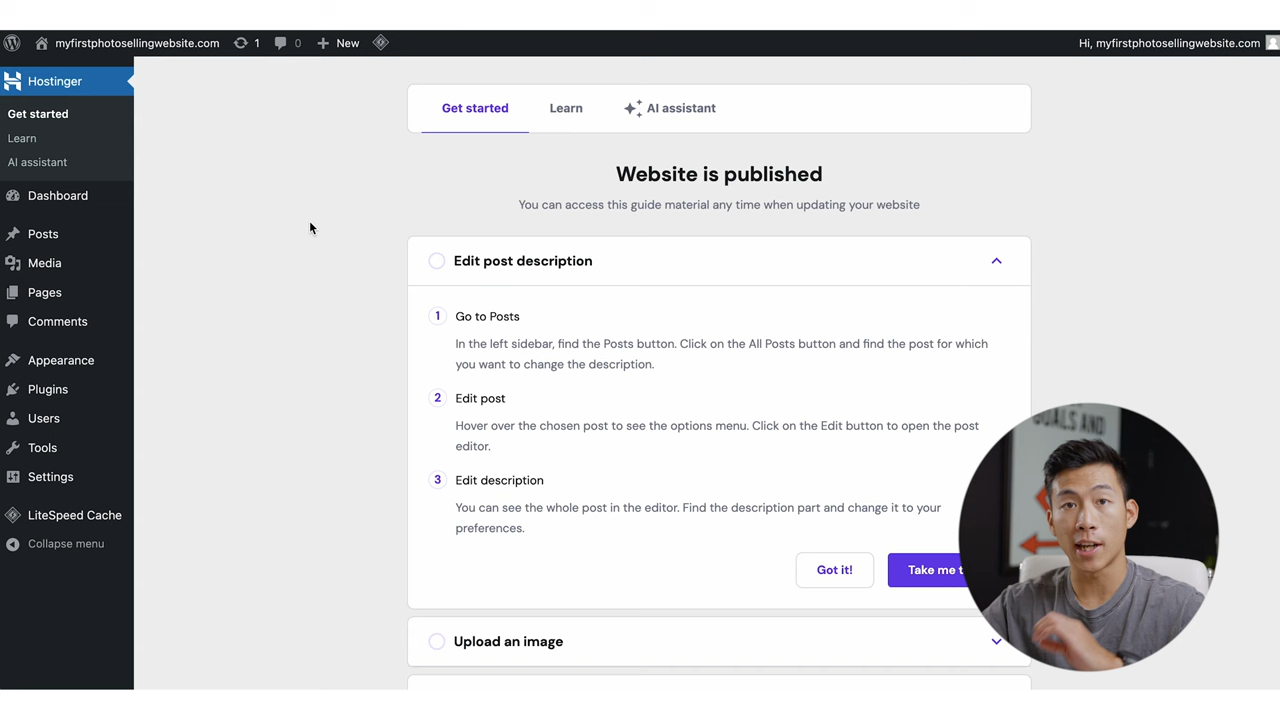 myfirstphotosellingwebsite.com 1 0 New
Hi, myfirstphotosellingwebsite.com
Hostinger
Get started
Learn
AI assistant
Dashboard
Posts
Media
Pages
Comments
Appearance
Plugins
Users
Tools
Settings
LiteSpeed Cache
Collapse menu
Get started Learn AI assistant
Website is published
You can access this guide material any time when updating your website
Edit post description
1 Go to Posts
In the left sidebar, find the Posts button. Click on the All Posts button and find the post for which
you want to change the description.
2 Edit post
Hover over the chosen post to see the options menu. Click on the Edit button to open the post
editor.
3 Edit description
You can see the whole post in the editor. Find the description part and change it to your
preferences.
Got it! Take me
Upload an image
GOALS AND